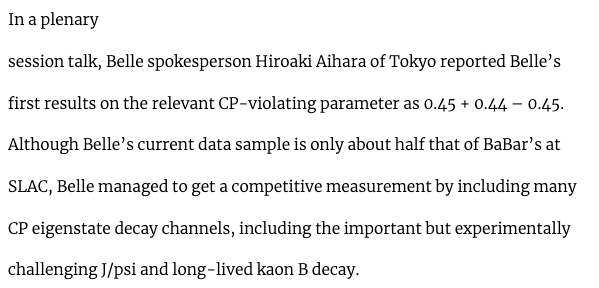 In a plenary
session talk, Belle spokesperson Hiroaki Aihara of Tokyo reported Belle’s
first results on the relevant CP-violating parameter as 0.45 + 0.44 – 0.45.
Although Belle’s current data sample is only about half that of BaBar’s at
SLAC, Belle managed to get a competitive measurement by including many
CP eigenstate decay channels, including the important but experimentally
challenging J/psi and long-lived kaon B decay.